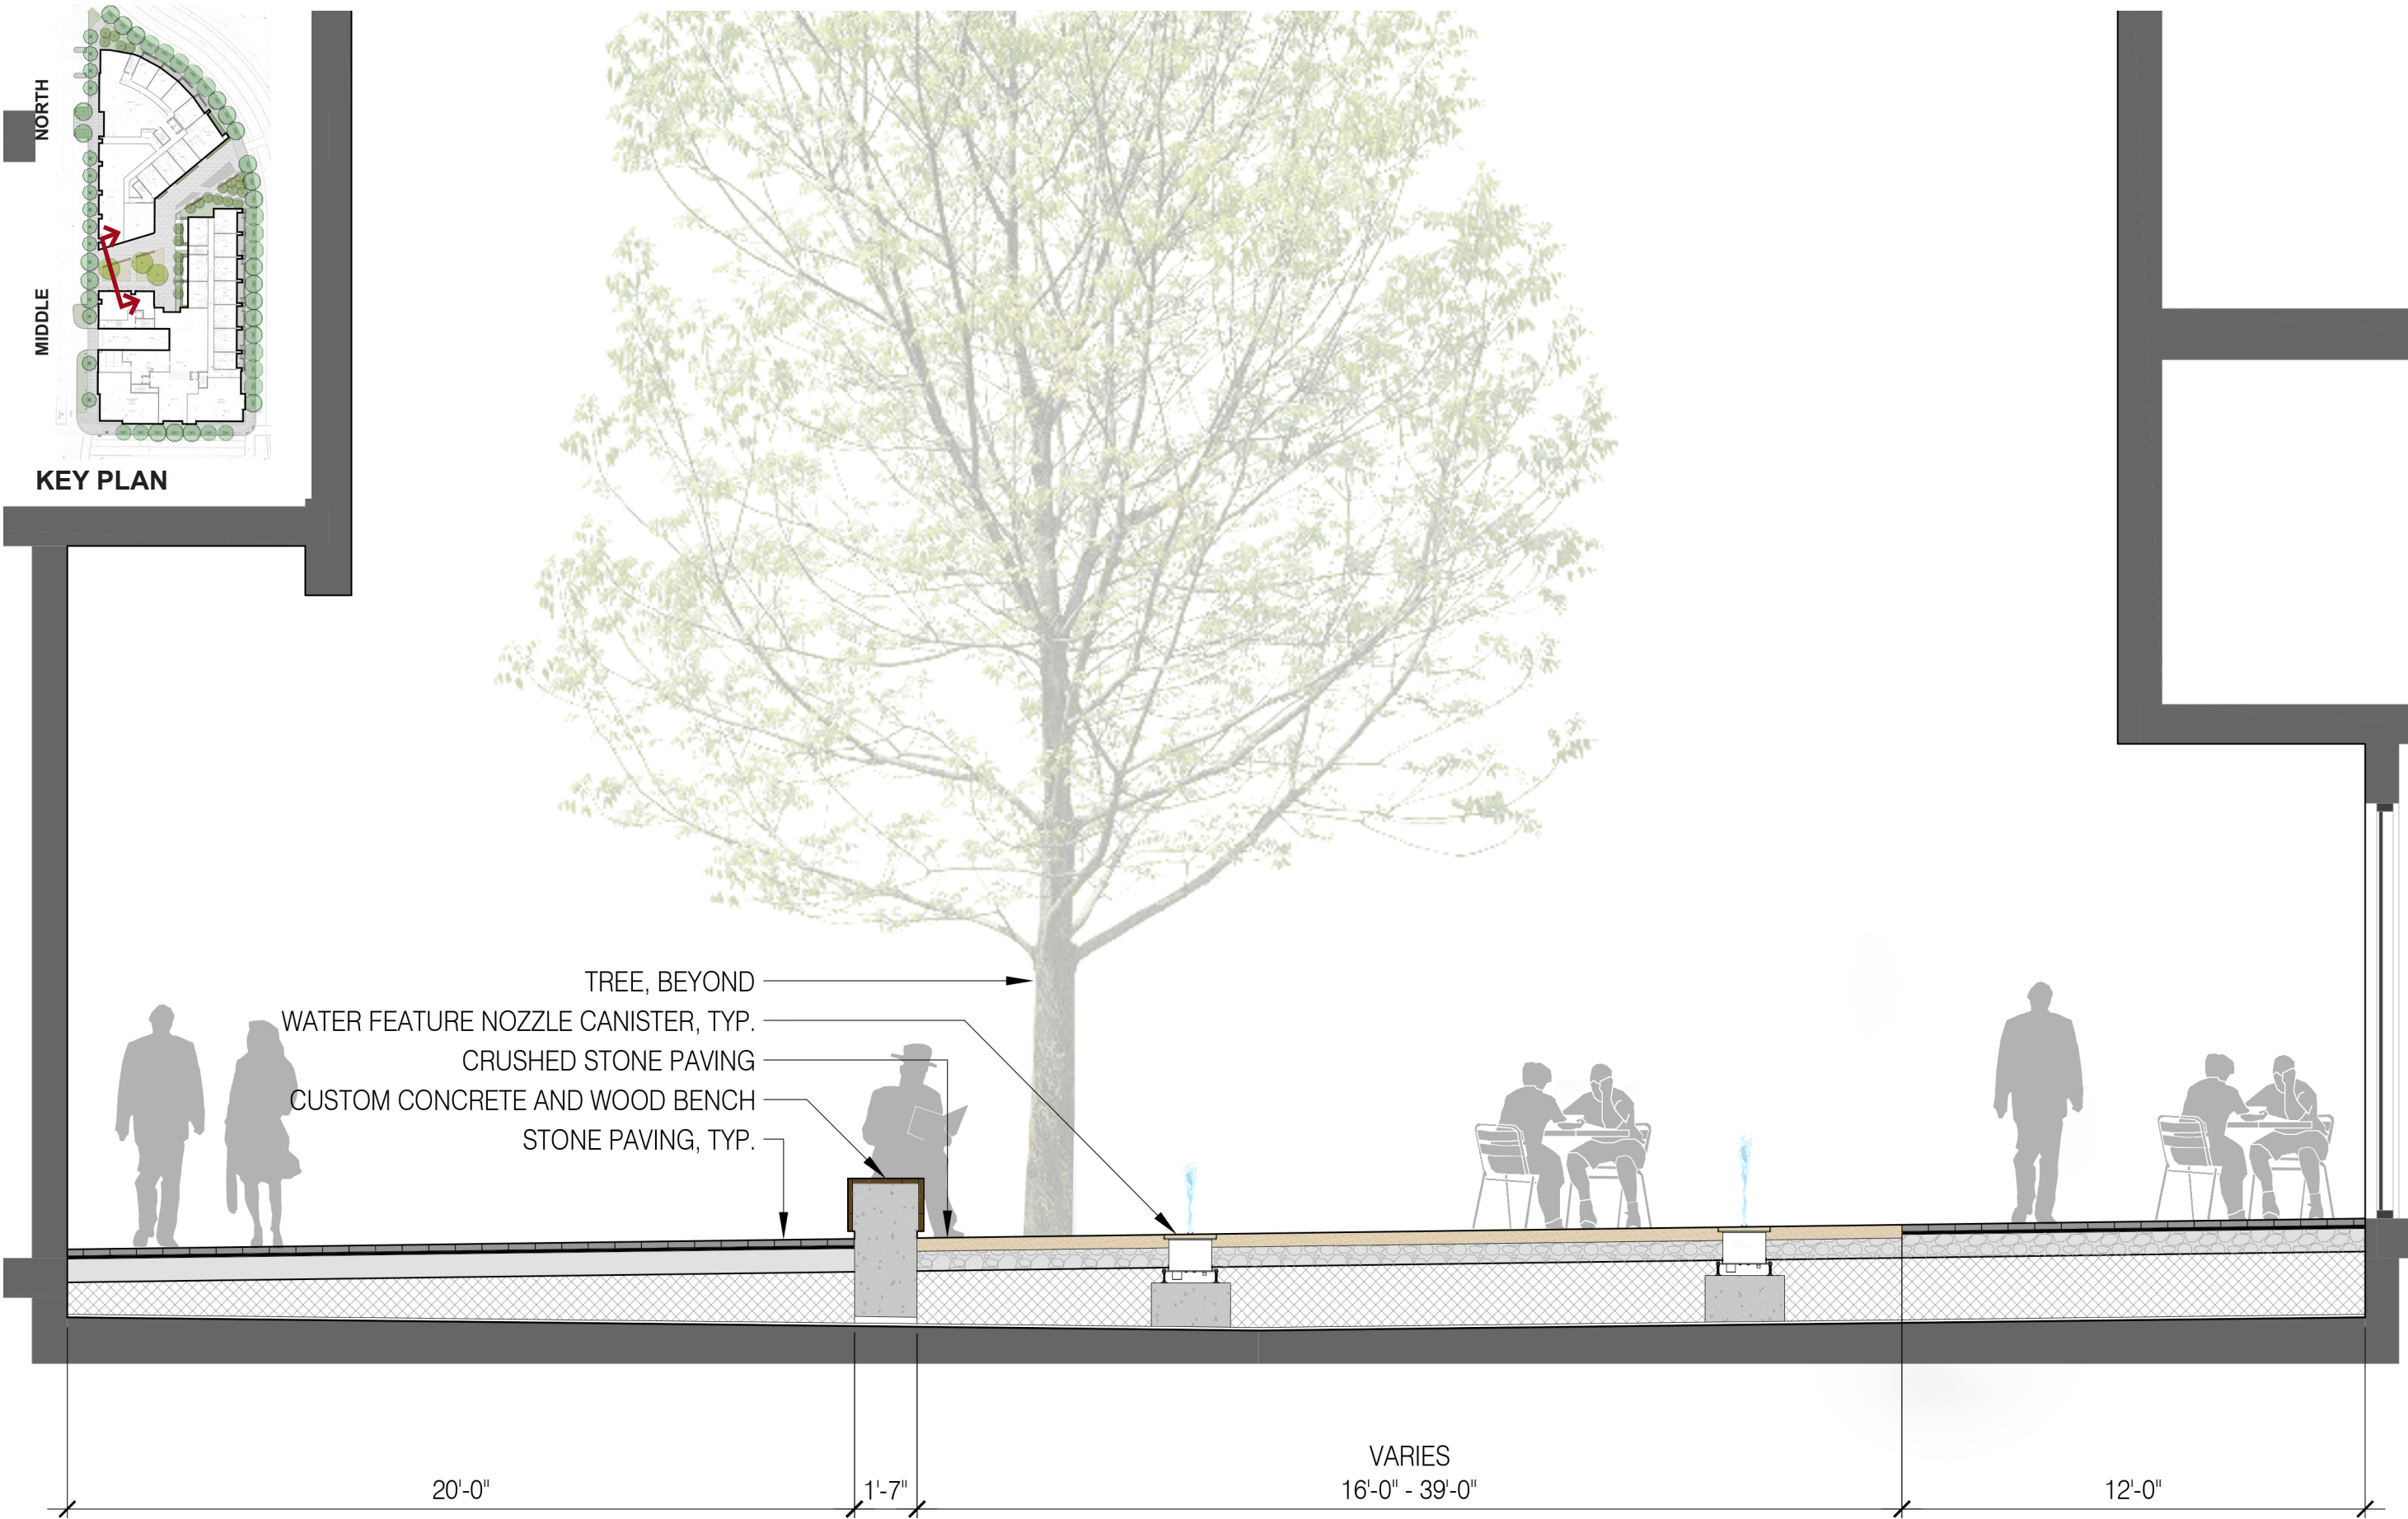 NORTH
MIDDLE
KEY PLAN
TREE, BEYOND
WATER FEATURE NOZZLE CANISTER, TYP.
CRUSHED STONE PAVING
CUSTOM CONCRETE AND WOOD BENCH
STONE PAVING, TYP.
VARIES
20'-0"
1'-7"
16'-0" - 39'-0"
12'-0"